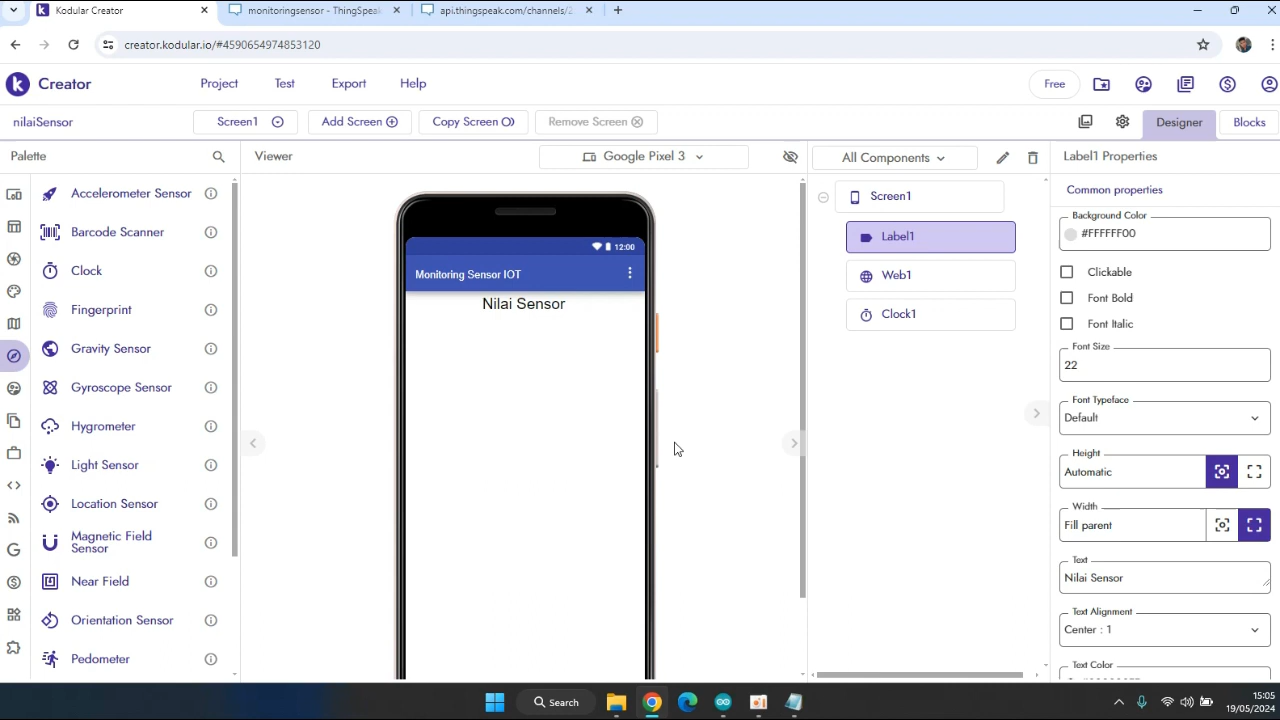 Kodular Creator
monitoringsensor - ThingSpeak
api.thingspeak.com/channels/2
creator.kodular.io/#4590654974853120
Creator
Project
Test
Export
Help
Free
nilaiSensor
Screen1
Add Screen
Copy Screen
Remove Screen
Designer
Blocks
Palette
Viewer
Google Pixel 3
All Components
Label1 Properties
Accelerometer Sensor
Barcode Scanner
Clock
Fingerprint
Gravity Sensor
Gyroscope Sensor
Hygrometer
Light Sensor
Location Sensor
Magnetic Field
Sensor
Near Field
Orientation Sensor
Pedometer
12:00
Monitoring Sensor IOT
Nilai Sensor
Screen1
Label1
Web1
Clock1
Common properties
Background Color
#FFFFFF00
Clickable
Font Bold
Font Italic
Font Size
22
Font Typeface
Default
Height
Automatic
Width
Fill parent
Text
Nilai Sensor
Text Alignment
Center : 1
Text Color
Search
15:05
19/05/2024